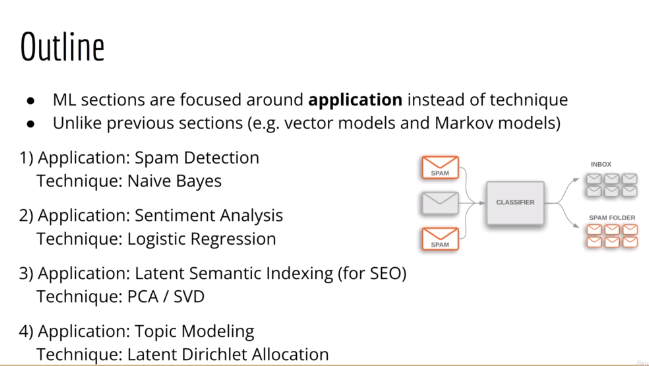 Outline
● ML sections are focused around application instead of technique
● Unlike previous sections (e.g. vector models and Markov models)
1) Application: Spam Detection
Technique: Naive Bayes
2) Application: Sentiment Analysis
Technique: Logistic Regression
3) Application: Latent Semantic Indexing (for SEO)
Technique: PCA / SVD
4) Application: Topic Modeling
Technique: Latent Dirichlet Allocation
SPAM
SPAM
CLASSIFIER
INBOX
SPAM FOLDER